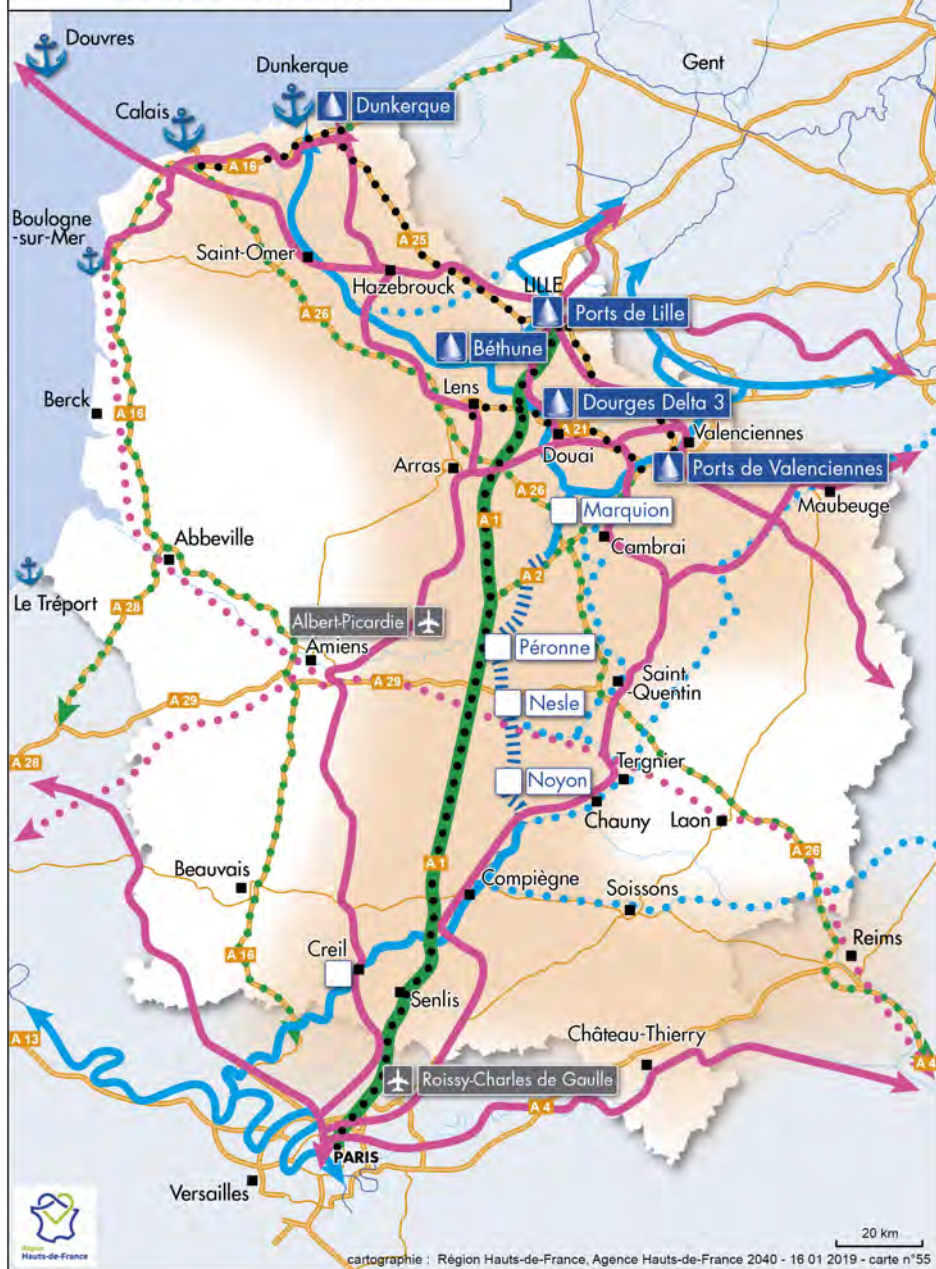 Douvres
Gent
Dunkerque
Dunkerque
Calais
A 16
Boulogne
-sur-Mer
A 25
Saint-Omer
Hazebrouck
LILLE
A 26
Ports de Lille
Béthune
Lens
Dourges Delta 3
Berck
A 16
A 21
Valenciennes
Douai
Arras
Ports de Valenciennes
A 26
Maubeuge
Marquion
A 1
Cambrai
Abbeville
A 2
Le Tréport
A 28
Albert-Picardie
Péronne
Amiens
Saint
-Quentin
A 29
A 29
Nesle
A 28
Tergnier
Noyon
Chauny
Laon
A 26
A 1
Beauvais
Compiègne
Soissons
Reims
A 16
Creil
Senlis
Château-Thierry
A 13
A 4
Roissy-Charles de Gaulle
A 4
PARIS
Versailles
Région
Hauts-de-France
20 km
cartographie : Région Hauts-de-France, Agence Hauts-de-France 2040 - 16 01 2019 - carte n°55